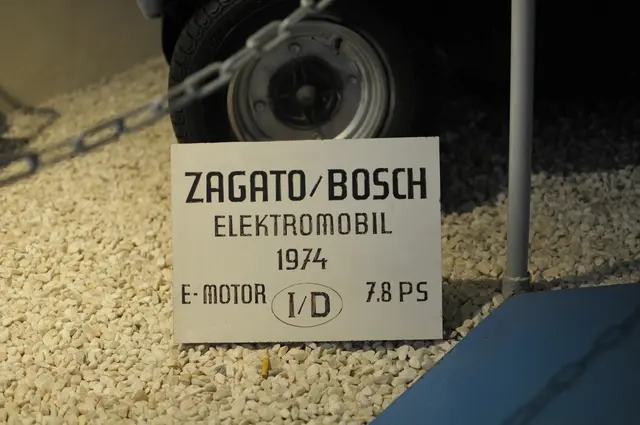 ZAGATO/BOSCH
ELEKTROMOBIL
1974
E-MOTOR I/D 7.8 PS